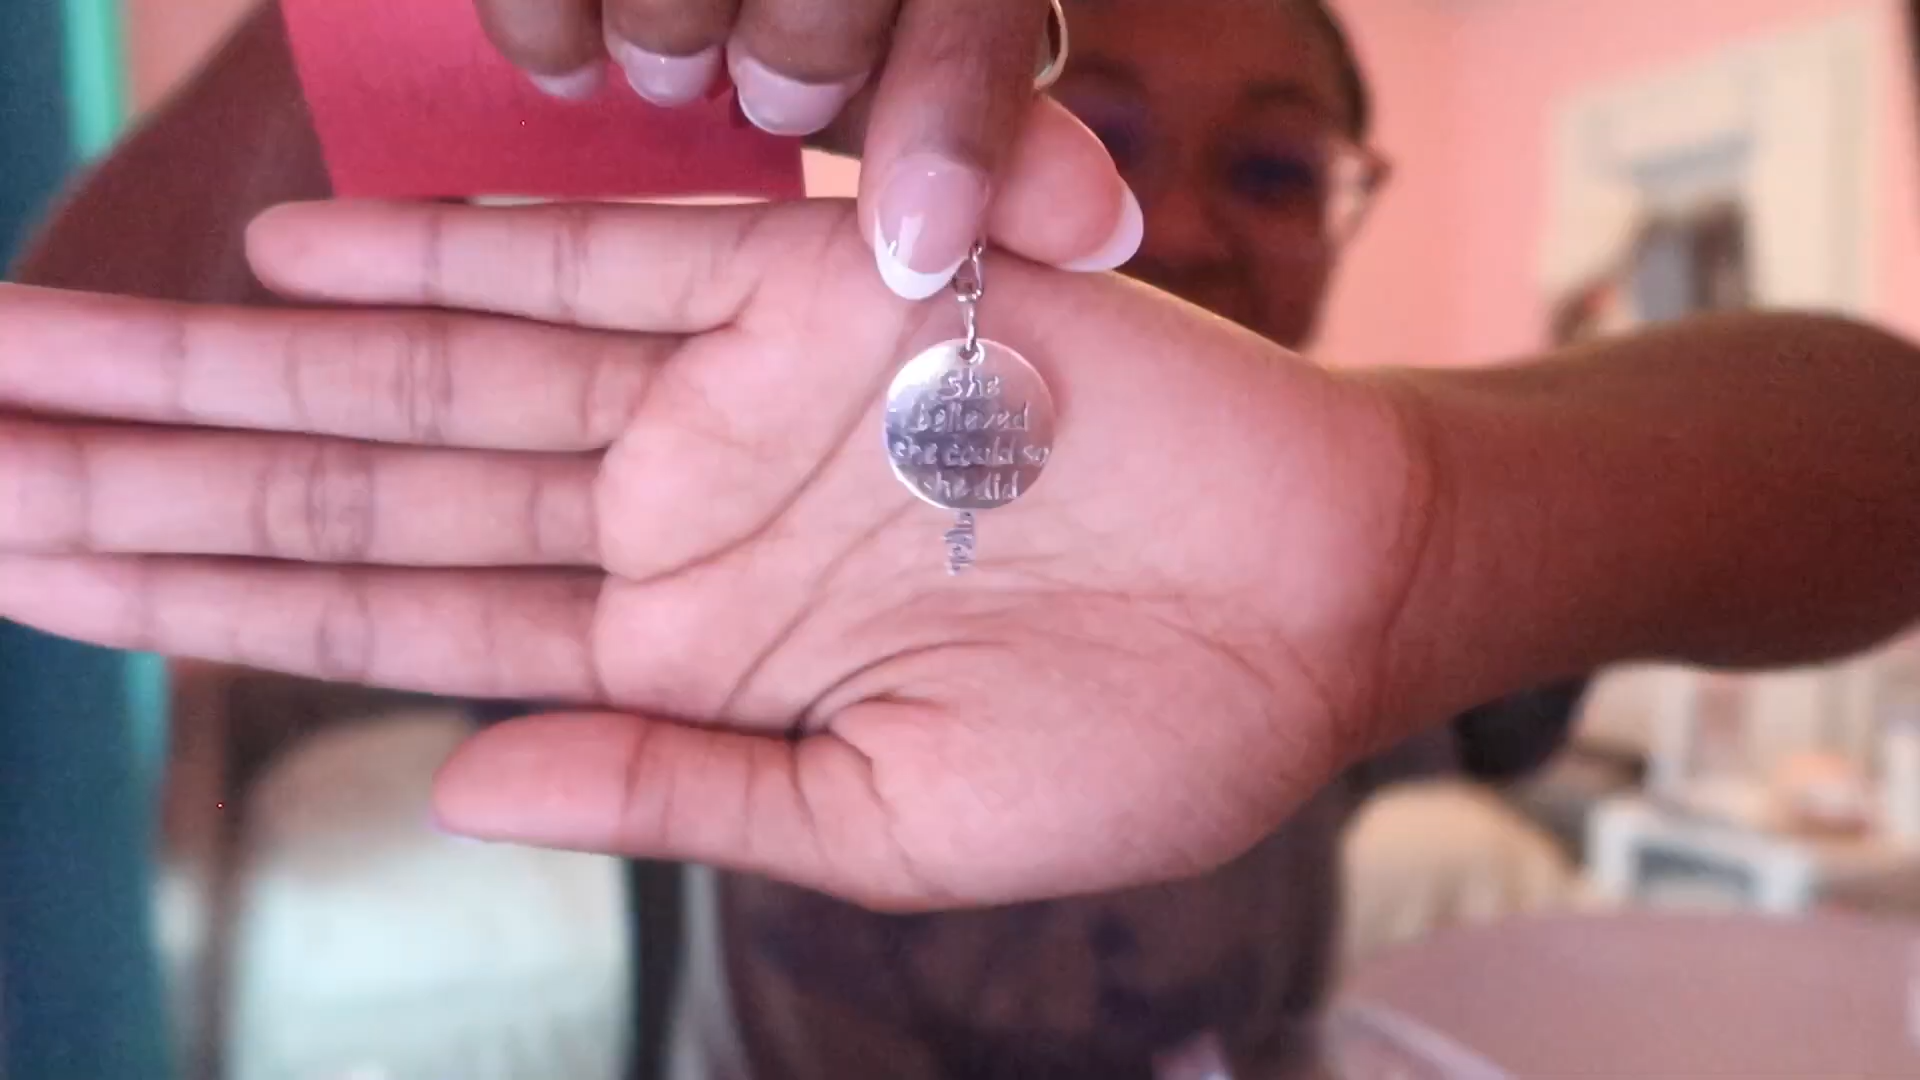 She
believed
she could so
she did